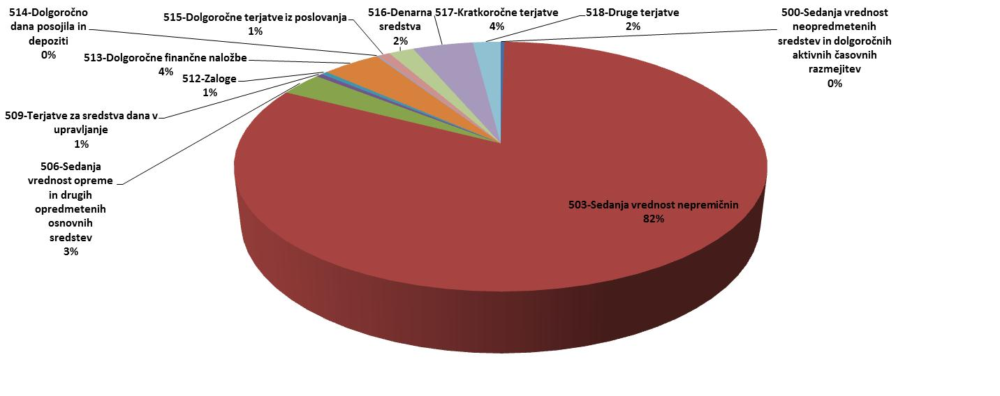 514-Dolgoročno
dana posojila in
depoziti
0%
515-Dolgoročne terjatve iz poslovanja
1%
516-Denarna
sredstva
2%
517-Kratkoročne terjatve
4%
518-Druge terjatve
2%
500-Sedanja vrednost
neopredmetenih
sredstev in dolgoročnih
aktivnih časovnih
razmejitev
0%
513-Dolgoročne finančne naložbe
4%
512-Zaloge
1%
509-Terjatve za sredstva dana v
upravljanje
1%
506-Sedanja
vrednost opreme
in drugih
opredmetenih
osnovnih
sredstev
3%
503-Sedanja vrednost nepremičnin
82%